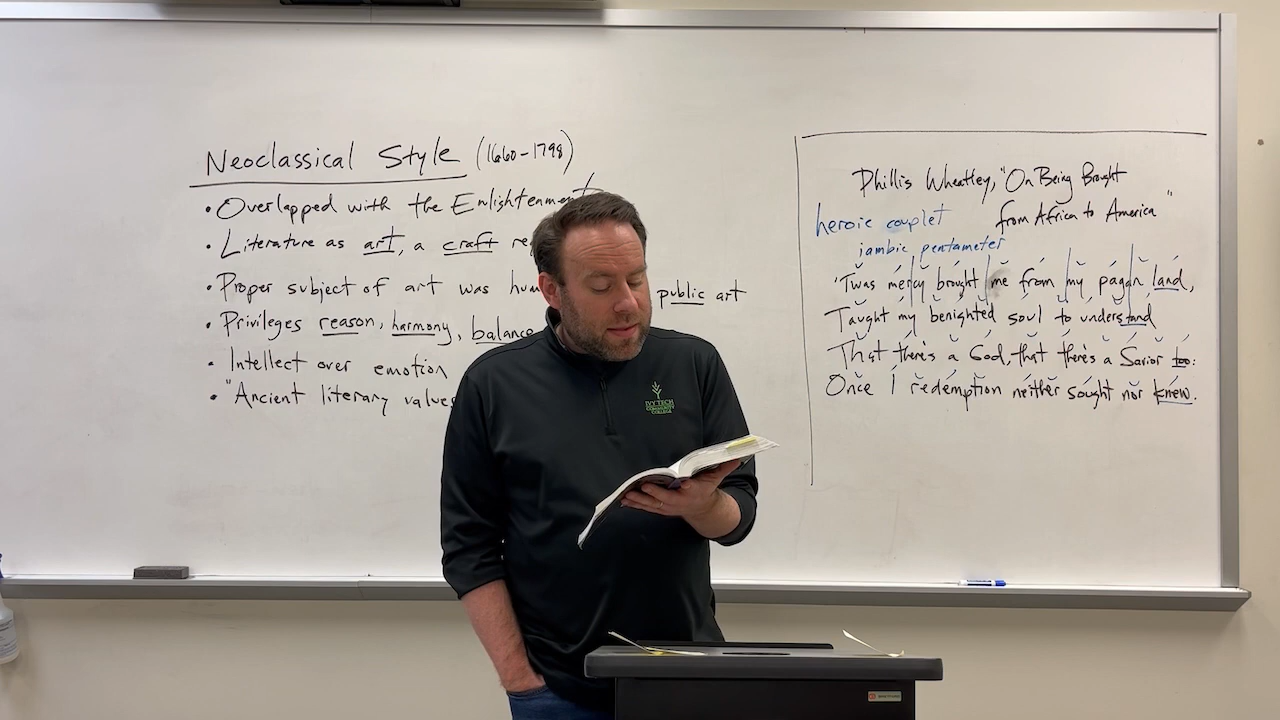 Neoclassical Style (1660-1798)
• Overlapped with the Enlightenment
• Literature as art, a craft
• Proper subject of art was public art
• Privileges reason, harmony, balance
• Intellect over emotion
• "Ancient literary values
Phillis Wheatley, "On Being Brought
from Africa to America"
heroic couplet
iambic pentameter
'Twas mercy brought me from my pagan land,
Taught my benighted soul to understand
That there's a God, that there's a Savior too:
Once I redemption neither sought nor knew.
IVY TECH
COMMUNITY
COLLEGE